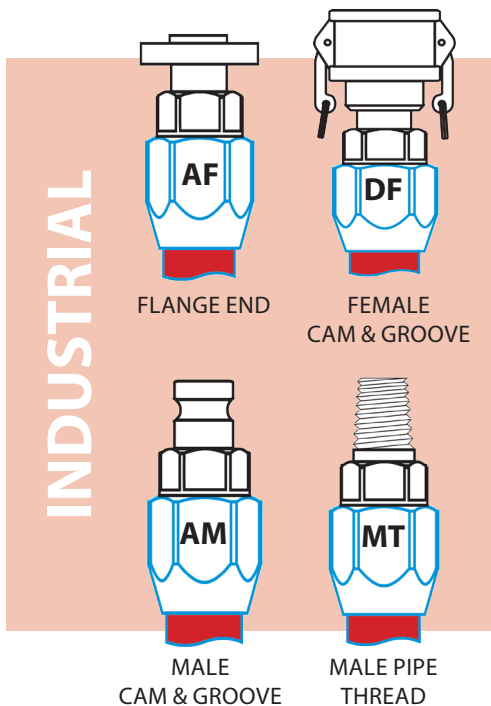 INDUSTRIAL
AF
FLANGE END
DF
FEMALE
CAM & GROOVE
AM
MALE
CAM & GROOVE
MT
MALE PIPE
THREAD